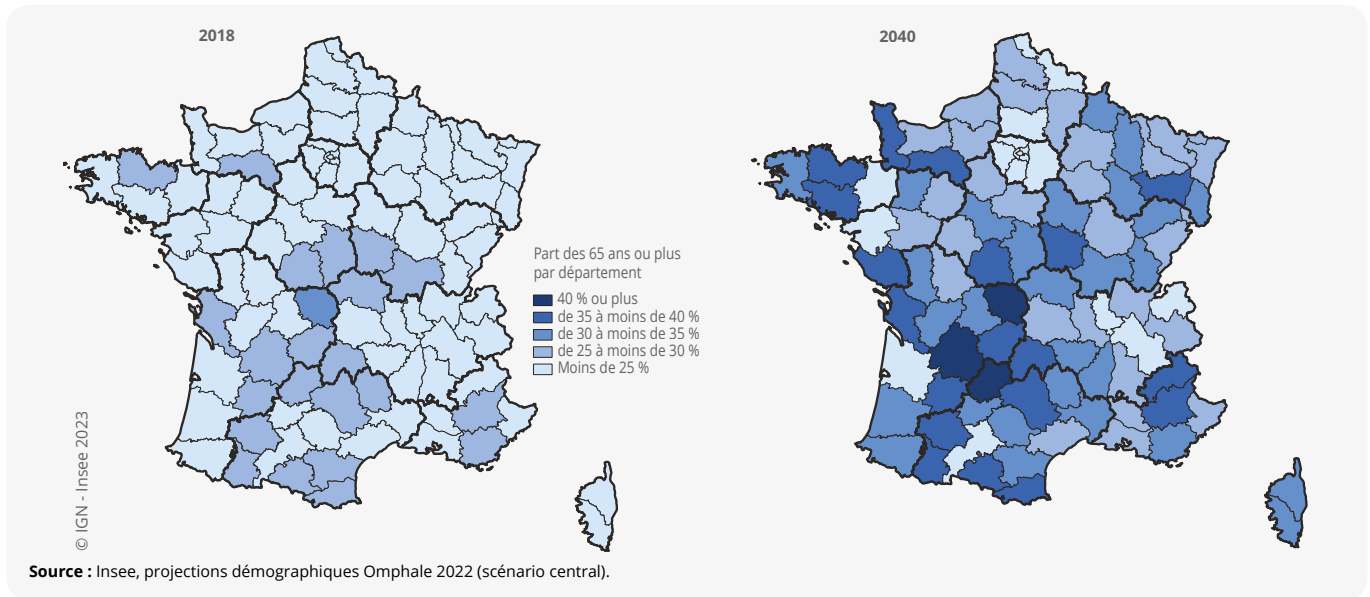 2018
2040
Part des 65 ans ou plus
par département
40 % ou plus
de 35 à moins de 40 %
de 30 à moins de 35 %
de 25 à moins de 30 %
Moins de 25 %
© IGN - Insee 2023
Source : Insee, projections démographiques Omphale 2022 (scénario central).